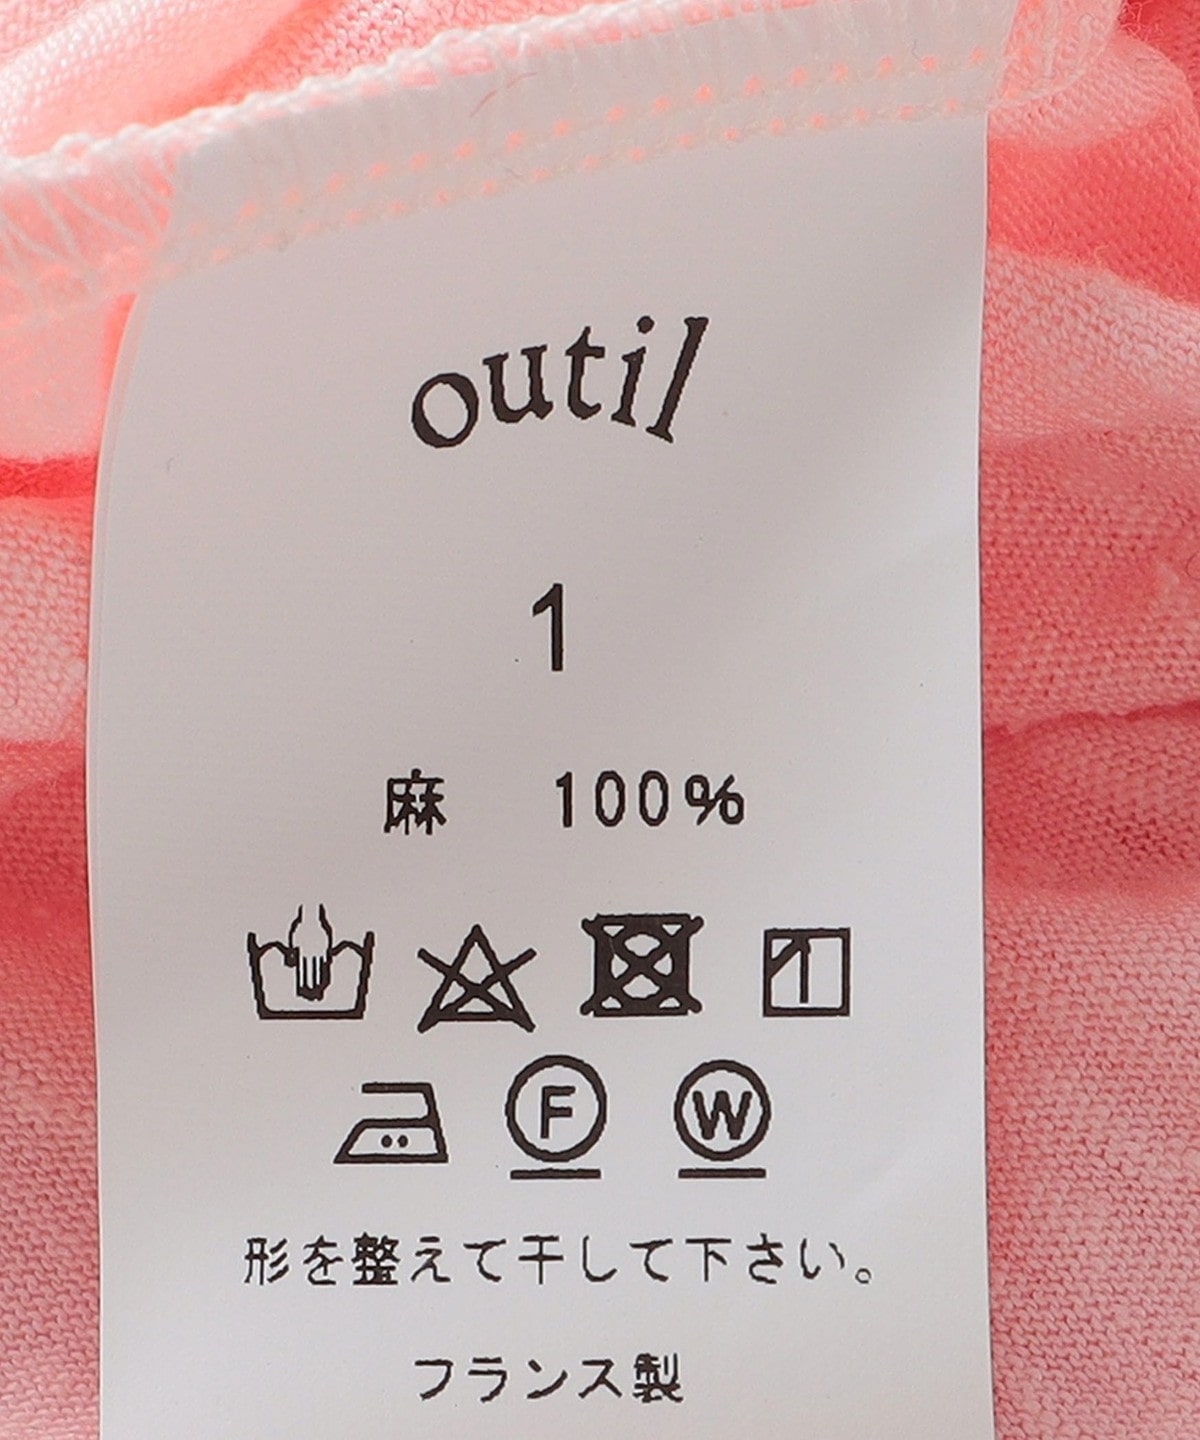 outil
1
麻 100%
F W
形を整えて干して下さい。
フランス製